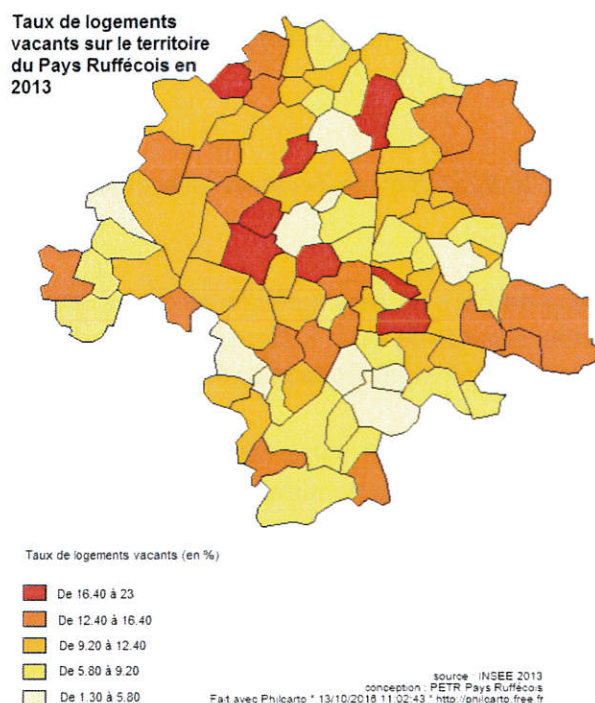 Taux de logements
vacants sur le territoire
du Pays Ruffécois en
2013
Taux de logements vacants (en %)
De 16.40 à 23
De 12.40 à 16.40
De 9.20 à 12.40
De 5.80 à 9.20
De 1.30 à 5.80
source : INSEE 2013
conception : PETR Pays Ruffécois
Fait avec Philcarto * 13/10/2016 11:02:43 * http://philcarto.free.fr